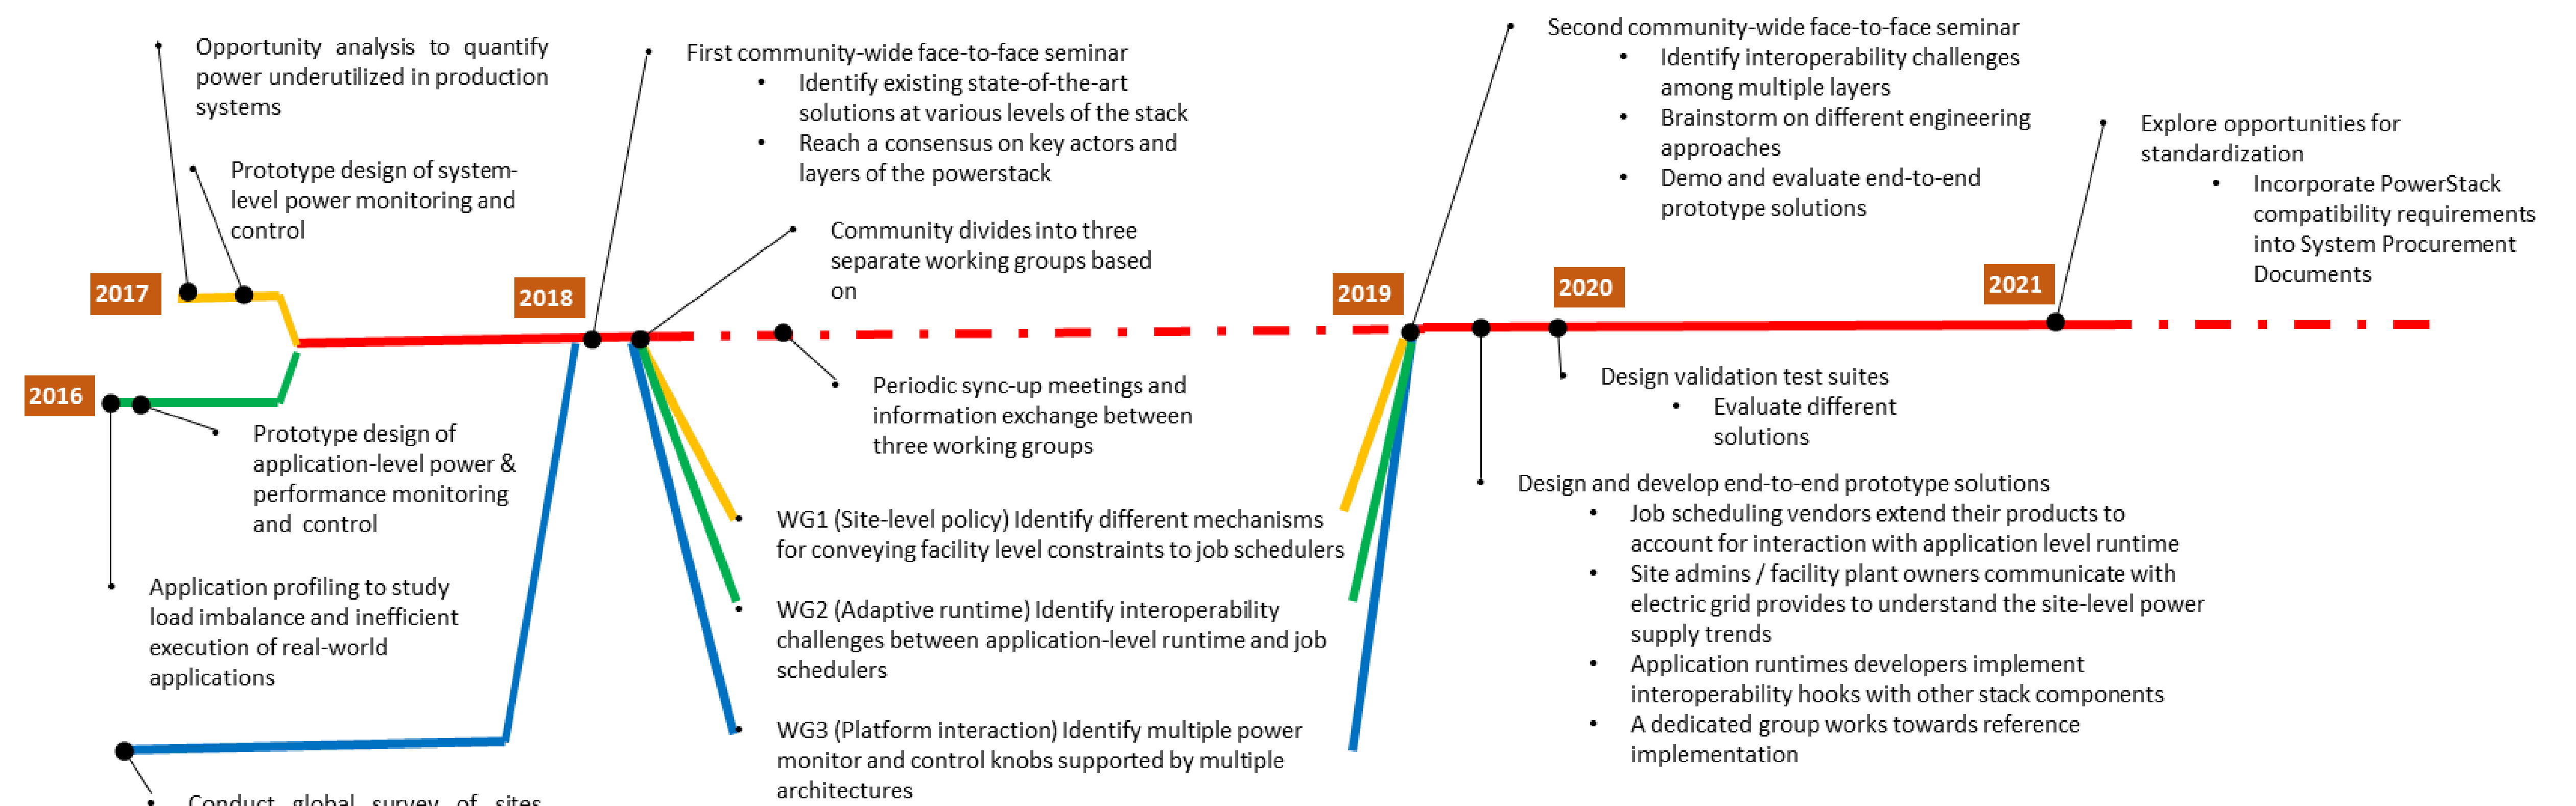 Opportunity analysis to quantify
power underutilized in production
systems
Prototype design of system-
level power monitoring and
control
2017
2016
Prototype design of
application-level power &
performance monitoring
and control
Application profiling to study
load imbalance and inefficient
execution of real-world
applications
Conduct global survey of sites
2018
First community-wide face-to-face seminar
• Identify existing state-of-the-art
solutions at various levels of the stack
• Reach a consensus on key actors and
layers of the powerstack
Community divides into three
separate working groups based
on
Periodic sync-up meetings and
information exchange between
three working groups
WG1 (Site-level policy) Identify different mechanisms
for conveying facility level constraints to job schedulers
WG2 (Adaptive runtime) Identify interoperability
challenges between application-level runtime and job
schedulers
WG3 (Platform interaction) Identify multiple power
monitor and control knobs supported by multiple
architectures
2019
Second community-wide face-to-face seminar
• Identify interoperability challenges
among multiple layers
• Brainstorm on different engineering
approaches
• Demo and evaluate end-to-end
prototype solutions
2020
Design validation test suites
• Evaluate different
solutions
Design and develop end-to-end prototype solutions
• Job scheduling vendors extend their products to
account for interaction with application level runtime
• Site admins / facility plant owners communicate with
electric grid provides to understand the site-level power
supply trends
• Application runtimes developers implement
interoperability hooks with other stack components
• A dedicated group works towards reference
implementation
2021
Explore opportunities for
standardization
• Incorporate PowerStack
compatibility requirements
into System Procurement
Documents